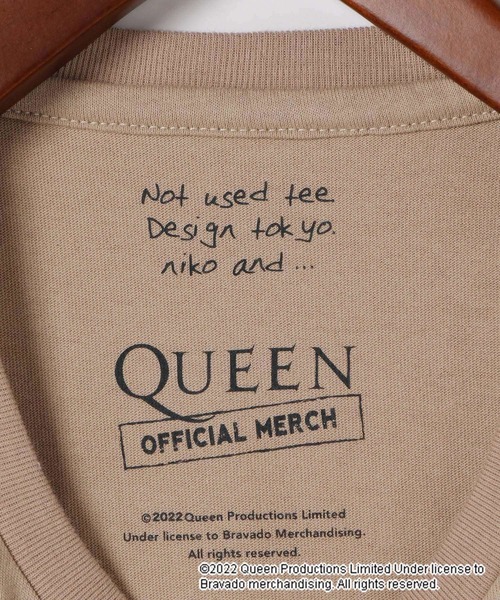 Not used tee
Design tokyo.
niko and ...
QUEEN
OFFICIAL MERCH
©2022 Queen Productions Limited
Under license to Bravado Merchandising.
All rights reserved.
©2022 Queen Productions Limited Under license to
Bravado merchandising. All rights reserved.